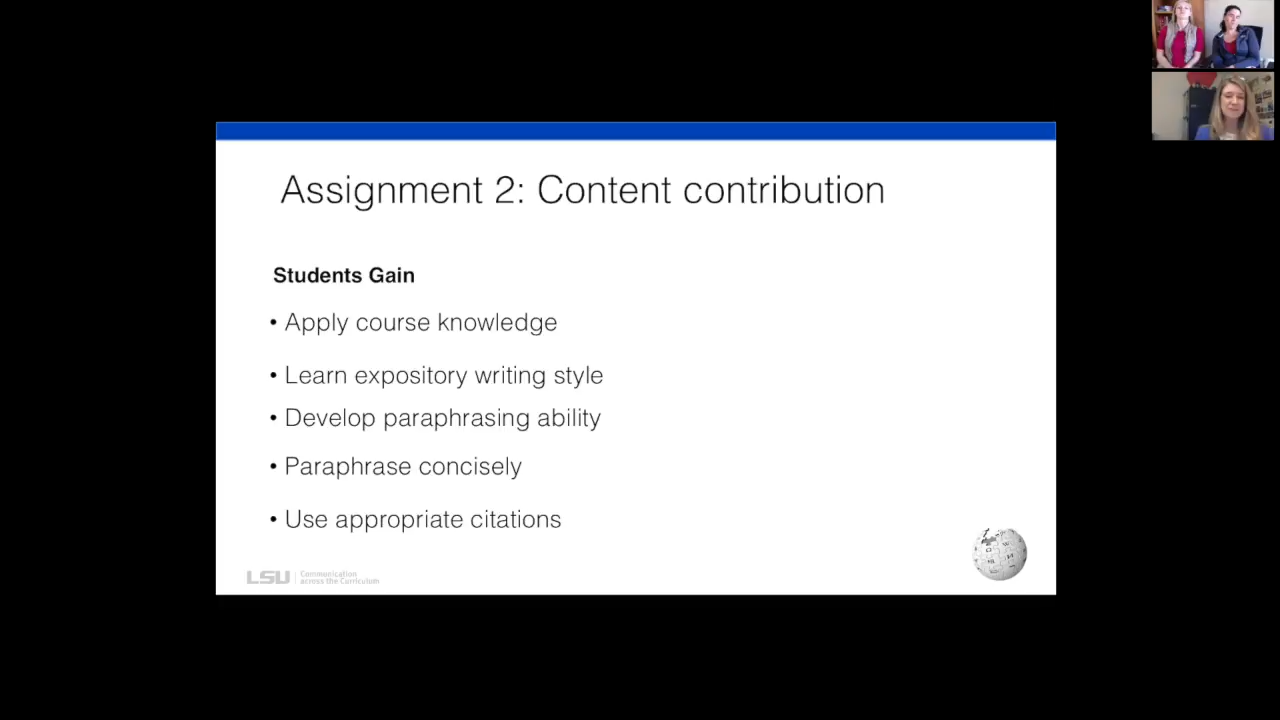 Assignment 2: Content contribution
Students Gain
• Apply course knowledge
• Learn expository writing style
• Develop paraphrasing ability
• Paraphrase concisely
• Use appropriate citations
LSU
Communication
across the Curriculum